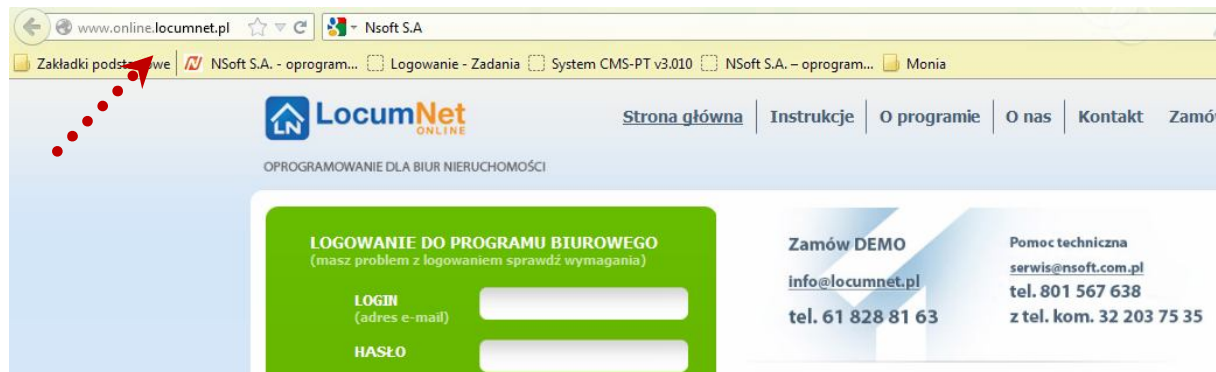 www.online.locumnet.pl Nsoft S.A
Zakładki podstawowe NSoft S.A. - oprogram... Logowanie - Zadania System CMS-PT v3.010 NSoft S.A. – oprogram... Monia
LN LocumNet
ONLINE
Strona główna Instrukcje O programie O nas Kontakt
OPROGRAMOWANIE DLA BIUR NIERUCHOMOŚCI
LOGOWANIE DO PROGRAMU BIUROWEGO
(masz problem z logowaniem sprawdź wymagania)
LOGIN
(adres e-mail)
HASŁO
Zamów DEMO
info@locumnet.pl
tel. 61 828 81 63
Pomoc techniczna
serwis@nsoft.com.pl
tel. 801 567 638
z tel. kom. 32 203 75 35